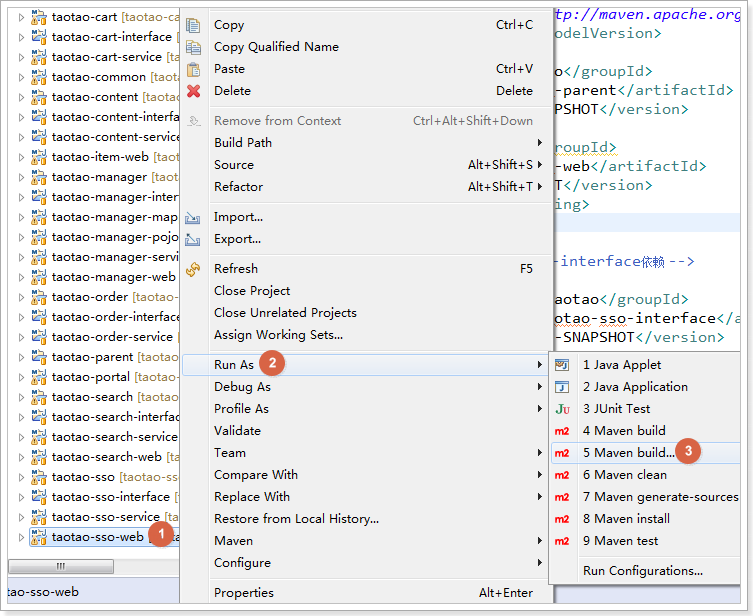 taotao-cart [taotao-
taotao-cart-interface
taotao-cart-service
taotao-common [taota
taotao-content [taotao
taotao-content-interfa
taotao-content-service
taotao-item-web [taot
taotao-manager [taota
taotao-manager-inter
taotao-manager-map
taotao-manager-pojo
taotao-manager-servi
taotao-manager-web
taotao-order [taotao-
taotao-order-interface
taotao-order-service
taotao-parent [taotao
taotao-portal [taotao-
taotao-search [taotao
taotao-search-interfac
taotao-search-service
taotao-search-web [t
taotao-sso [taotao-sso
taotao-sso-interface [
taotao-sso-service [ta
taotao-sso-web 1
tao-sso-web
Copy Ctrl+C
Copy Qualified Name
Paste Ctrl+V
Delete Delete
Remove from Context Ctrl+Alt+Shift+Down
Build Path
Source Alt+Shift+S
Refactor Alt+Shift+T
Import...
Export...
Refresh F5
Close Project
Close Unrelated Projects
Assign Working Sets...
Run As 2
Debug As
Profile As
Validate
Team
Compare With
Replace With
Restore from Local History...
Maven
Configure
Properties Alt+Enter
tp://maven.apache.org
odelVersion>
o</groupId>
-parent</artifactId>
PSHOT</version>
roupId>
-web</artifactId>
T</version>
ing>
-interface依赖 -->
aotao</groupId>
otao-sso-interface</a
-SNAPSHOT</version>
1 Java Applet
2 Java Application
3 JUnit Test
4 Maven build
5 Maven build... 3
6 Maven clean
7 Maven generate-sources
8 Maven install
9 Maven test
Run Configurations...